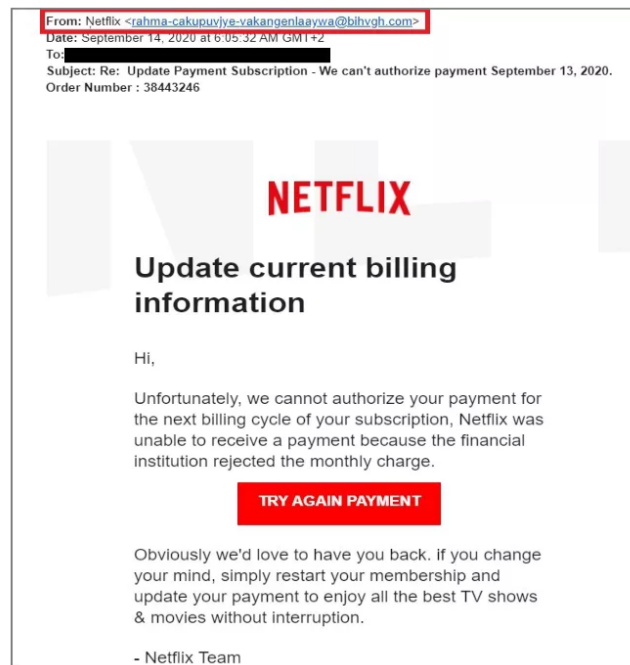 From: Netflix <rahma-cakupuvjye-vakangenlaaywa@bihvgh.com>
Date: September 14, 2020 at 6:05:32 AM GMT+2
To:
Subject: Re: Update Payment Subscription - We can't authorize payment September 13, 2020.
Order Number : 38443246
NETFLIX
Update current billing
information
Hi,
Unfortunately, we cannot authorize your payment for
the next billing cycle of your subscription, Netflix was
unable to receive a payment because the financial
institution rejected the monthly charge.
TRY AGAIN PAYMENT
Obviously we'd love to have you back. if you change
your mind, simply restart your membership and
update your payment to enjoy all the best TV shows
& movies without interruption.
- Netflix Team